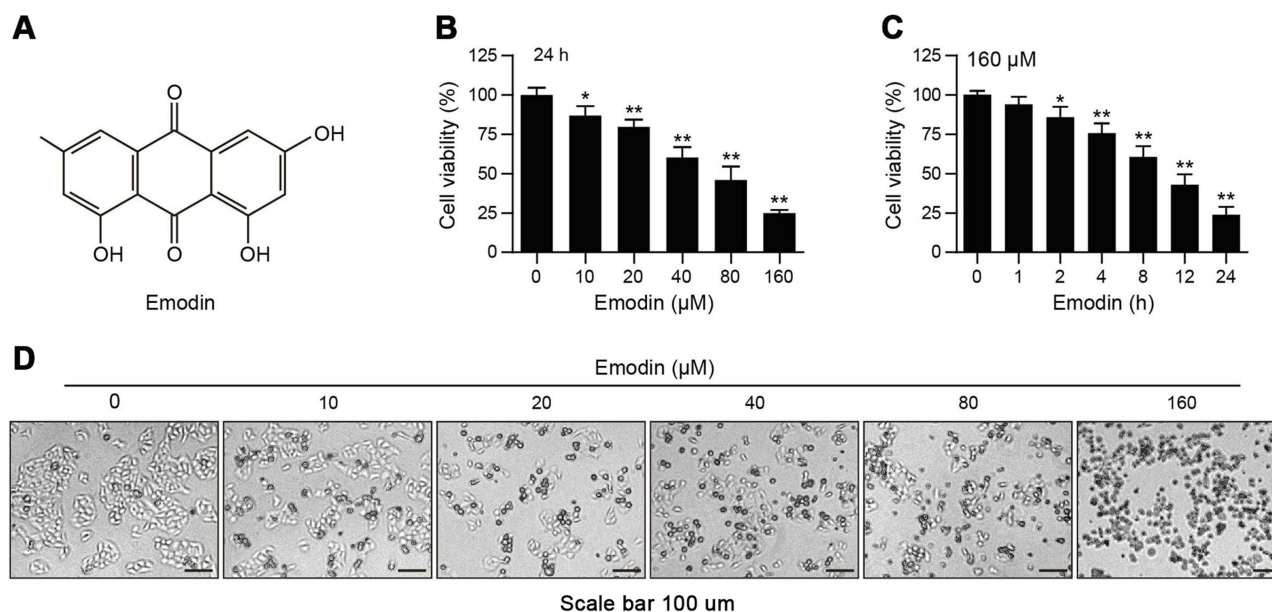 A
O
OH
OH
O
OH
Emodin
B
24 h
Cell viability (%)
125
100
75
50
25
0
*
**
**
**
**
0 10 20 40 80 160
Emodin (µM)
C
160 µM
Cell viability (%)
125
100
75
50
25
0
*
**
**
**
**
0 1 2 4 8 12 24
Emodin (h)
D
Emodin (µM)
0 10 20 40 80 160
Scale bar 100 um